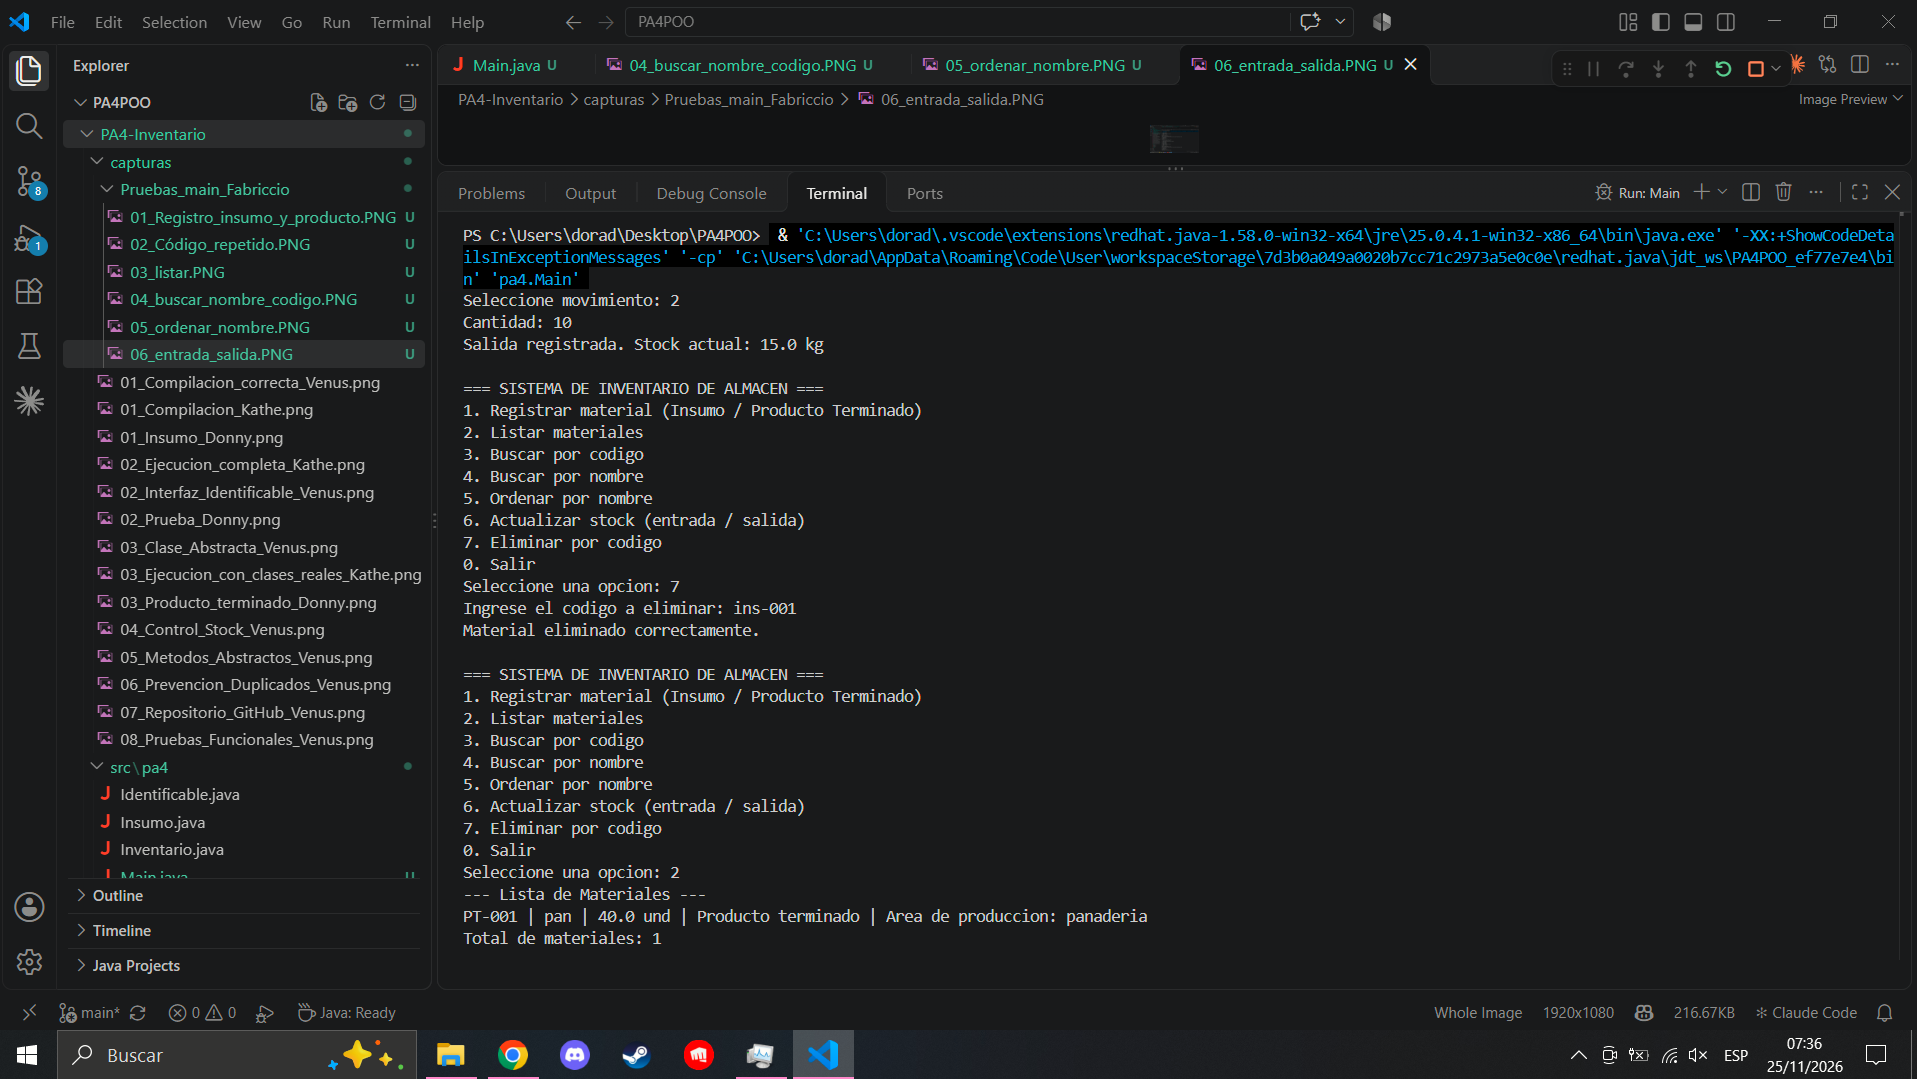 File Edit Selection View Go Run Terminal Help
PA4POO
Explorer
PA4POO
PA4-Inventario
capturas
Pruebas_main_Fabriccio
01_Registro_insumo_y_producto.PNG U
02_Código_repetido.PNG U
03_listar.PNG U
04_buscar_nombre_codigo.PNG U
05_ordenar_nombre.PNG U
06_entrada_salida.PNG U
01_Compilacion_correcta_Venus.png
01_Compilacion_Kathe.png
01_Insumo_Donny.png
02_Ejecucion_completa_Kathe.png
02_Interfaz_Identificable_Venus.png
02_Prueba_Donny.png
03_Clase_Abstracta_Venus.png
03_Ejecucion_con_clases_reales_Kathe.png
03_Producto_terminado_Donny.png
04_Control_Stock_Venus.png
05_Metodos_Abstractos_Venus.png
06_Prevencion_Duplicados_Venus.png
07_Repositorio_GitHub_Venus.png
08_Pruebas_Funcionales_Venus.png
src\pa4
Identificable.java
Insumo.java
Inventario.java
Main.java U
Outline
Timeline
Java Projects
8
1
Main.java U
04_buscar_nombre_codigo.PNG U
05_ordenar_nombre.PNG U
06_entrada_salida.PNG U
PA4-Inventario > capturas > Pruebas_main_Fabriccio > 06_entrada_salida.PNG
Image Preview
Problems Output Debug Console Terminal Ports
Run: Main
PS C:\Users\dorad\Desktop\PA4POO> & 'C:\Users\dorad\.vscode\extensions\redhat.java-1.58.0-win32-x64\jre\25.0.4.1-win32-x86_64\bin\java.exe' '-XX:+ShowCodeDeta
ilsInExceptionMessages' '-cp' 'C:\Users\dorad\AppData\Roaming\Code\User\workspaceStorage\7d3b0a049a0020b7cc71c2973a5e0c0e\redhat.java\jdt_ws\PA4POO_ef77e7e4\bi
n' 'pa4.Main'
Seleccione movimiento: 2
Cantidad: 10
Salida registrada. Stock actual: 15.0 kg
=== SISTEMA DE INVENTARIO DE ALMACEN ===
1. Registrar material (Insumo / Producto Terminado)
2. Listar materiales
3. Buscar por codigo
4. Buscar por nombre
5. Ordenar por nombre
6. Actualizar stock (entrada / salida)
7. Eliminar por codigo
0. Salir
Seleccione una opcion: 7
Ingrese el codigo a eliminar: ins-001
Material eliminado correctamente.
=== SISTEMA DE INVENTARIO DE ALMACEN ===
1. Registrar material (Insumo / Producto Terminado)
2. Listar materiales
3. Buscar por codigo
4. Buscar por nombre
5. Ordenar por nombre
6. Actualizar stock (entrada / salida)
7. Eliminar por codigo
0. Salir
Seleccione una opcion: 2
--- Lista de Materiales ---
PT-001 | pan | 40.0 und | Producto terminado | Area de produccion: panaderia
Total de materiales: 1
main* 0 0 Java: Ready
Whole Image 1920x1080 216.67KB Claude Code
Buscar
ESP
07:36
25/11/2026